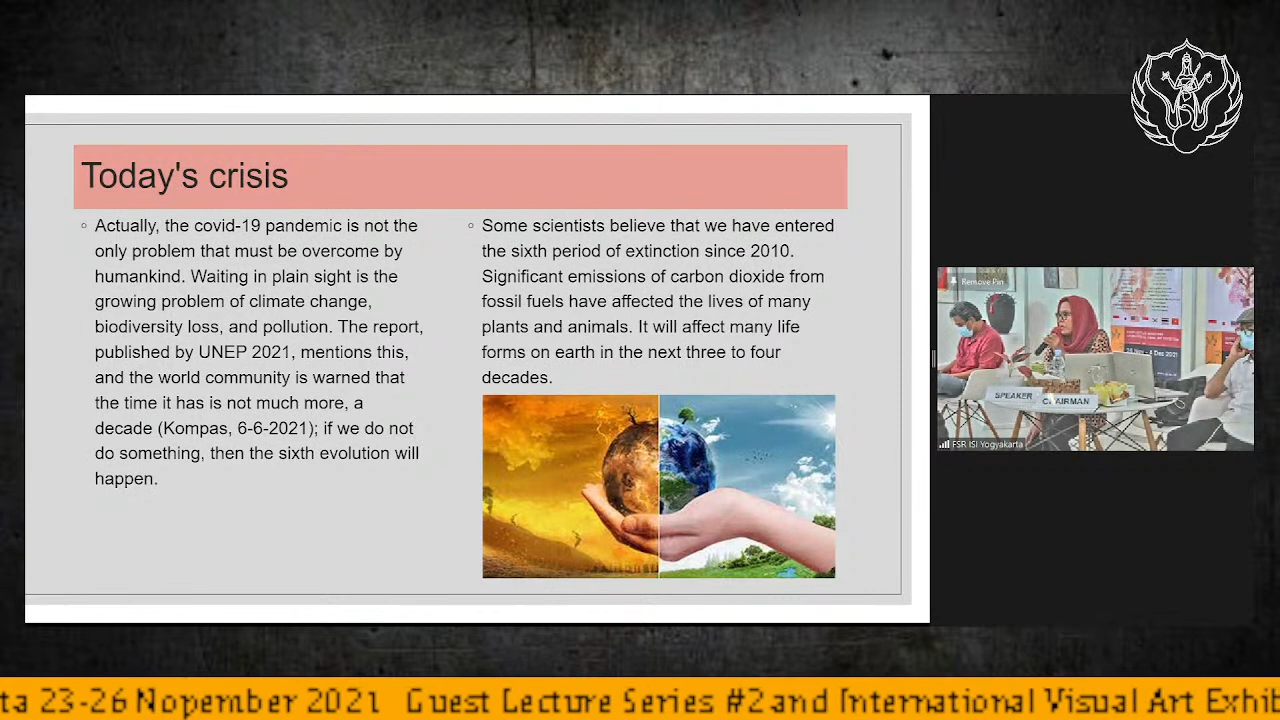 Today's crisis
Actually, the covid-19 pandemic is not the
only problem that must be overcome by
humankind. Waiting in plain sight is the
growing problem of climate change,
biodiversity loss, and pollution. The report,
published by UNEP 2021, mentions this,
and the world community is warned that
the time it has is not much more, a
decade (Kompas, 6-6-2021); if we do not
do something, then the sixth evolution will
happen.
Some scientists believe that we have entered
the sixth period of extinction since 2010.
Significant emissions of carbon dioxide from
fossil fuels have affected the lives of many
plants and animals. It will affect many life
forms on earth in the next three to four
decades.
Remove Pin
SPEAKER
CHAIRMAN
FSR ISI Yogyakarta
ta 23-26 Nopember 2021 Guest Lecture Series #2 and International Visual Art Exhib